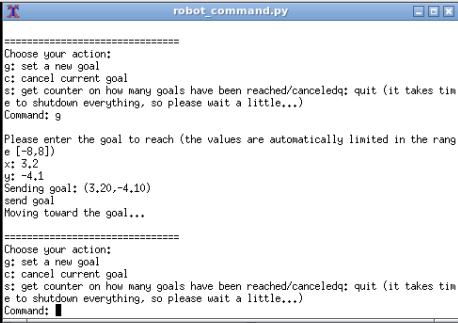 robot_command.py
==============================
Choose your action:
g: set a new goal
c: cancel current goal
s: get counter on how many goals have been reached/canceledq: quit (it takes tim
e to shutdown everything, so please wait a little...)
Command: g
Please enter the goal to reach (the values are automatically limited in the rang
e [-8,8])
x: 3.2
y: -4.1
Sending goal: (3.20,-4.10)
send goal
Moving toward the goal...
==============================
Choose your action:
g: set a new goal
c: cancel current goal
s: get counter on how many goals have been reached/canceledq: quit (it takes tim
e to shutdown everything, so please wait a little...)
Command: